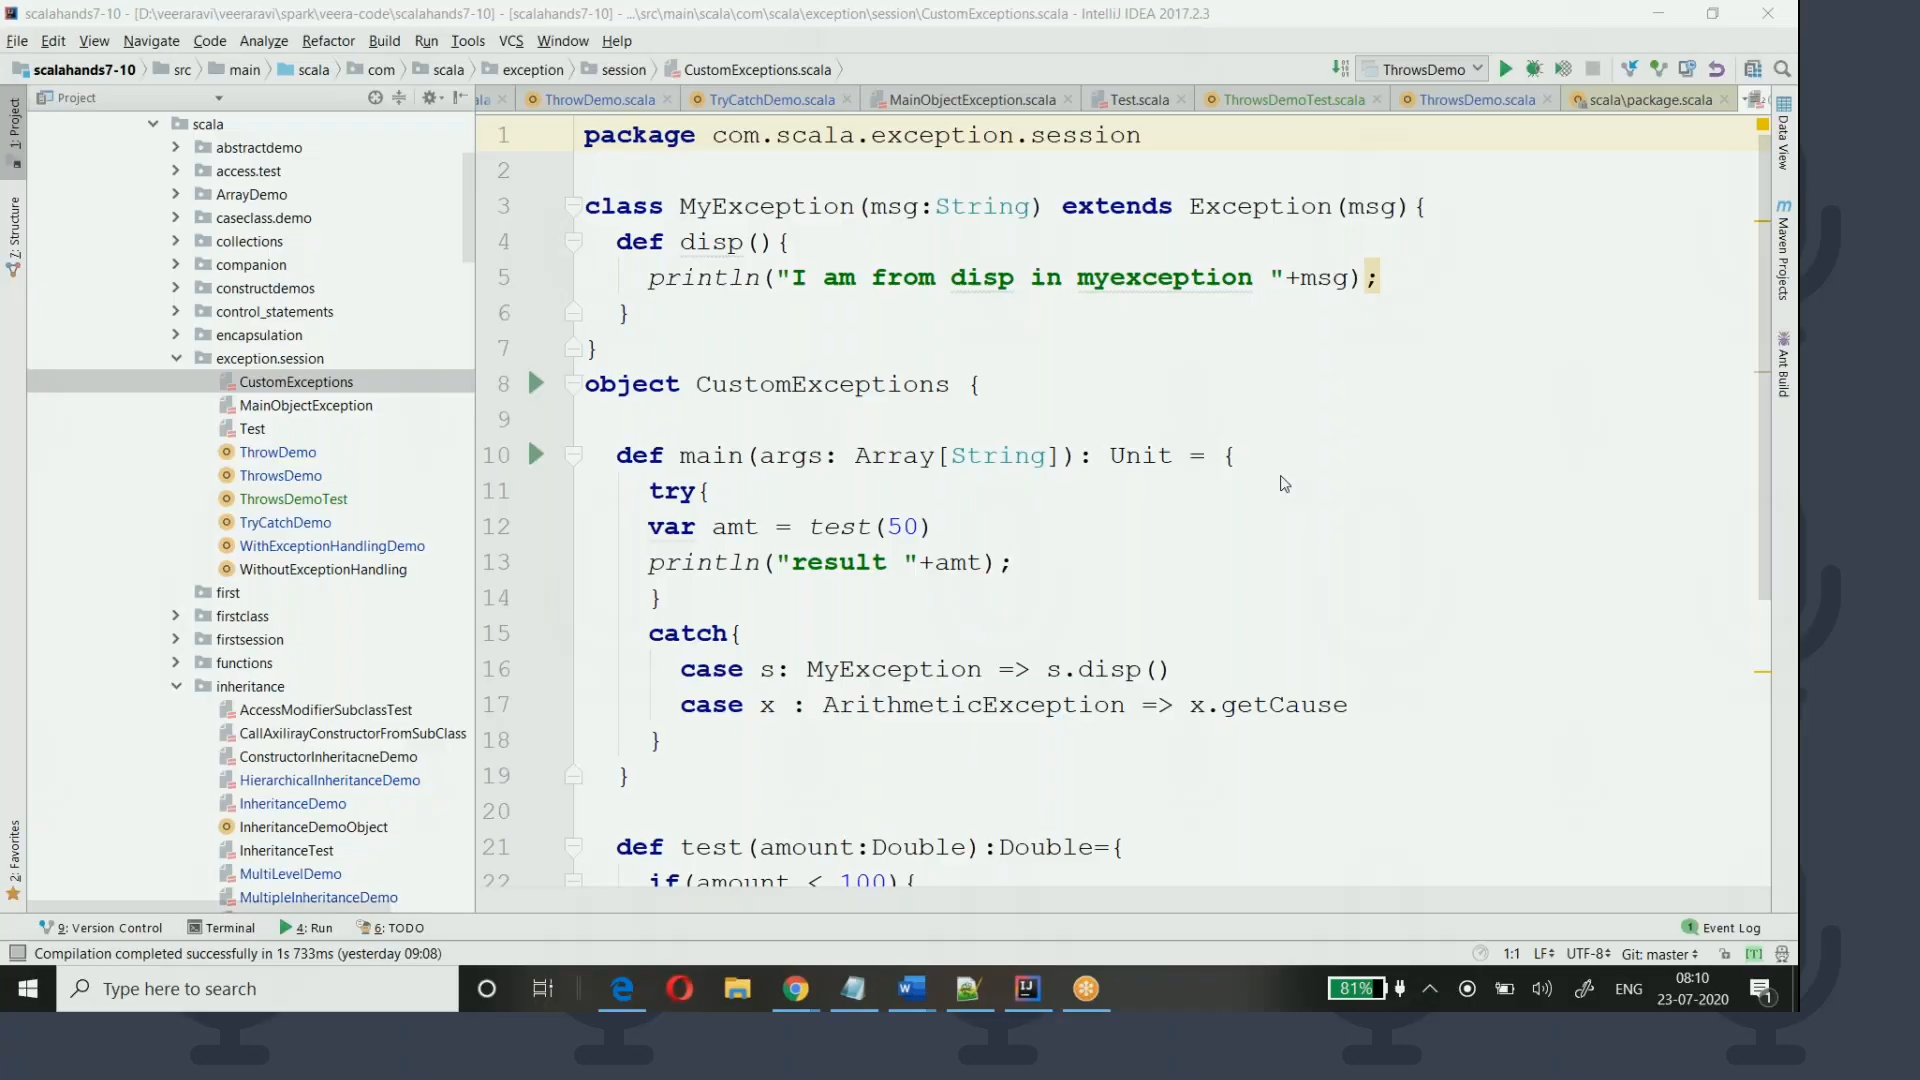 scalahands7-10 - [D:\veeraravi\veeraravi\spark\veera-code\scalahands7-10] - [scalahands7-10] - ...\src\main\scala\com\scala\exception\session\CustomExceptions.scala - IntelliJ IDEA 2017.2.3
File Edit View Navigate Code Analyze Refactor Build Run Tools VCS Window Help
scalahands7-10 src main scala com scala exception session CustomExceptions.scala ThrowsDemo
Project
ala ThrowDemo.scala TryCatchDemo.scala MainObjectException.scala Test.scala ThrowsDemoTest.scala ThrowsDemo.scala scala\package.scala
1: Project
Z: Structure
2: Favorites
scala
abstractdemo
access.test
ArrayDemo
caseclass.demo
collections
companion
constructdemos
control_statements
encapsulation
exception.session
CustomExceptions
MainObjectException
Test
ThrowDemo
ThrowsDemo
ThrowsDemoTest
TryCatchDemo
WithExceptionHandlingDemo
WithoutExceptionHandling
first
firstclass
firstsession
functions
inheritance
AccessModifierSubclassTest
CallAxilirayConstructorFromSubClass
ConstructorInheritacneDemo
HierarchicalInheritanceDemo
InheritanceDemo
InheritanceDemoObject
InheritanceTest
MultiLevelDemo
MultipleInheritanceDemo
1 package com.scala.exception.session
2
3 class MyException(msg:String) extends Exception(msg){
4 def disp(){
5 println("I am from disp in myexception "+msg);
6 }
7 }
8 object CustomExceptions {
9
10 def main(args: Array[String]): Unit = {
11 try{
12 var amt = test(50)
13 println("result "+amt);
14 }
15 catch{
16 case s: MyException => s.disp()
17 case x : ArithmeticException => x.getCause
18 }
19 }
20
21 def test(amount:Double):Double={
22 if(amount < 100){
Data View
Maven Projects
Ant Build
9: Version Control Terminal 4: Run 6: TODO 1 Event Log
Compilation completed successfully in 1s 733ms (yesterday 09:08) 1:1 LF UTF-8 Git: master [T]
Type here to search 81% ENG 08:10
23-07-2020 1